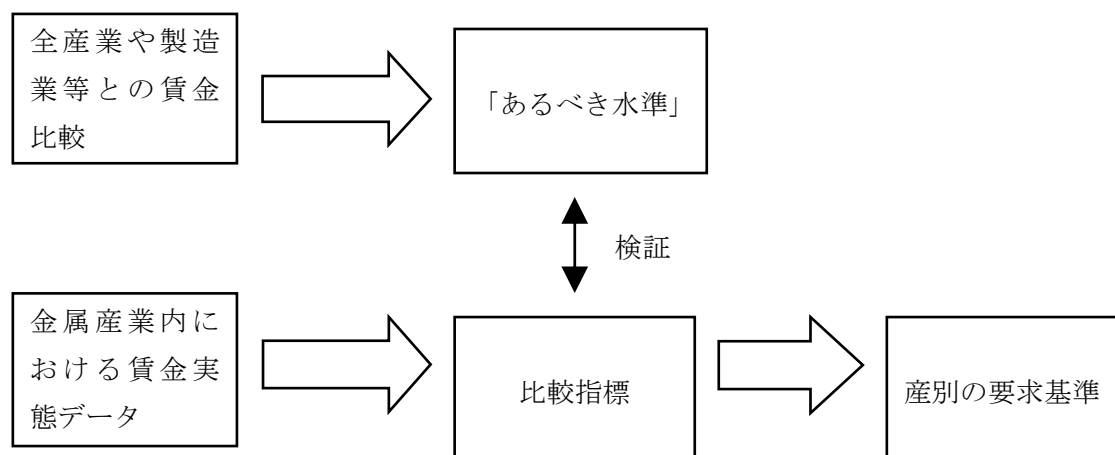 全産業や製造
業等との賃金
比較
「あるべき水準」
検証
金属産業内に
おける賃金実
態データ
比較指標
産別の要求基準